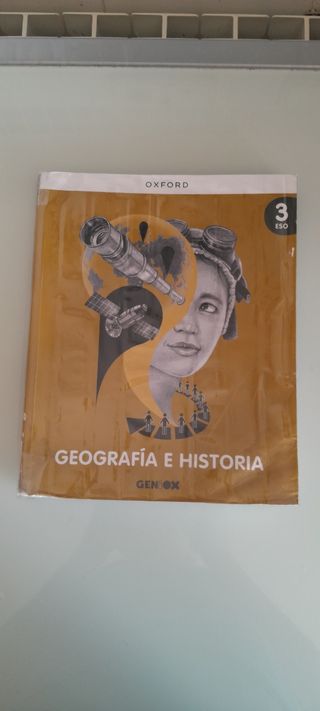 OXFORD
3
ESO
GEOGRAFÍA E HISTORIA
GENiOX